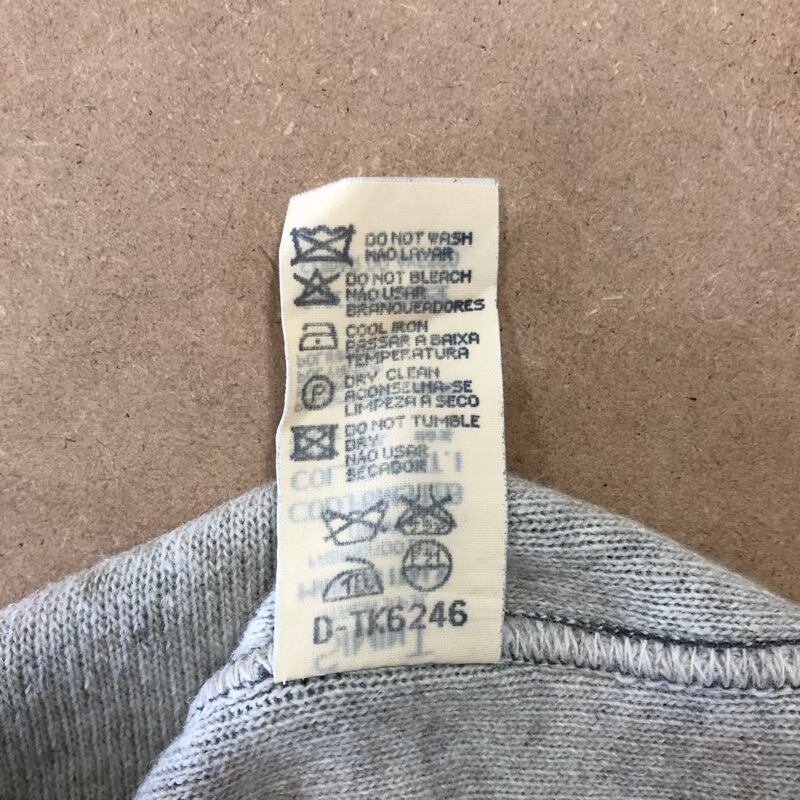 DO NOT WASH
NÃO LAVAR
DO NOT BLEACH
NÃO USAR
BRANQUEADORES
COOL IRON
PASSAR A BAIXA
TEMPERATURA
P
DRY CLEAN
ACONSELHA-SE
LIMPEZA A SECO
DO NOT TUMBLE
DRY
NÃO USAR
SECADOR
D-TK6246